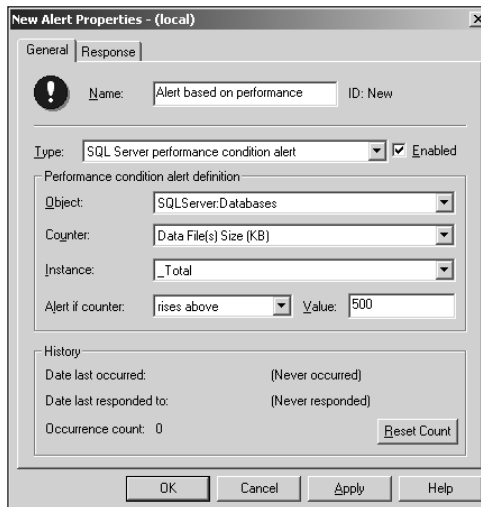 New Alert Properties - (local)
General Response
Name: Alert based on performance ID: New
Type: SQL Server performance condition alert Enabled
Performance condition alert definition
Object: SQLServer:Databases
Counter: Data File(s) Size (KB)
Instance: _Total
Alert if counter: rises above Value: 500
History
Date last occurred: (Never occurred)
Date last responded to: (Never responded)
Occurrence count: 0 Reset Count
OK Cancel Apply Help